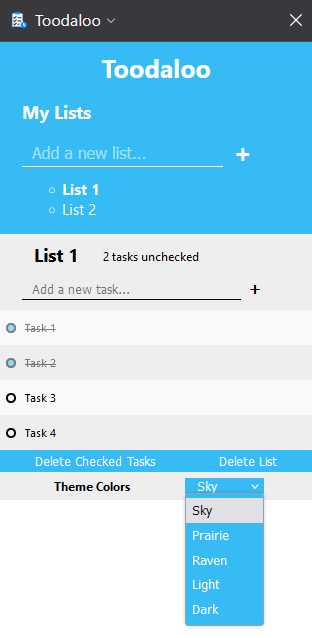 Toodaloo
Toodaloo
My Lists
Add a new list...
+
List 1
List 2
List 1 2 tasks unchecked
Add a new task...
+
Task 1
Task 2
Task 3
Task 4
Delete Checked Tasks Delete List
Theme Colors Sky
Sky
Prairie
Raven
Light
Dark